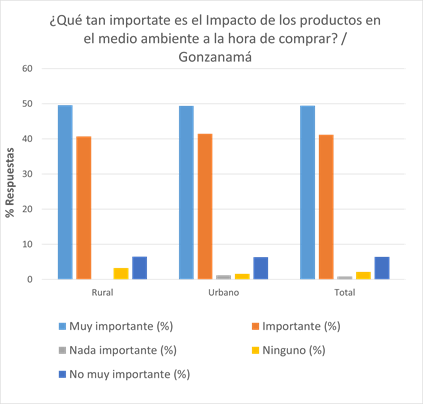 ¿Qué tan importate es el Impacto de los productos en
el medio ambiente a la hora de comprar? /
Gonzanamá
60
50
40
30
20
10
0
% Respuestas
Rural
Urbano
Total
Muy importante (%)
Importante (%)
Nada importante (%)
Ninguno (%)
No muy importante (%)